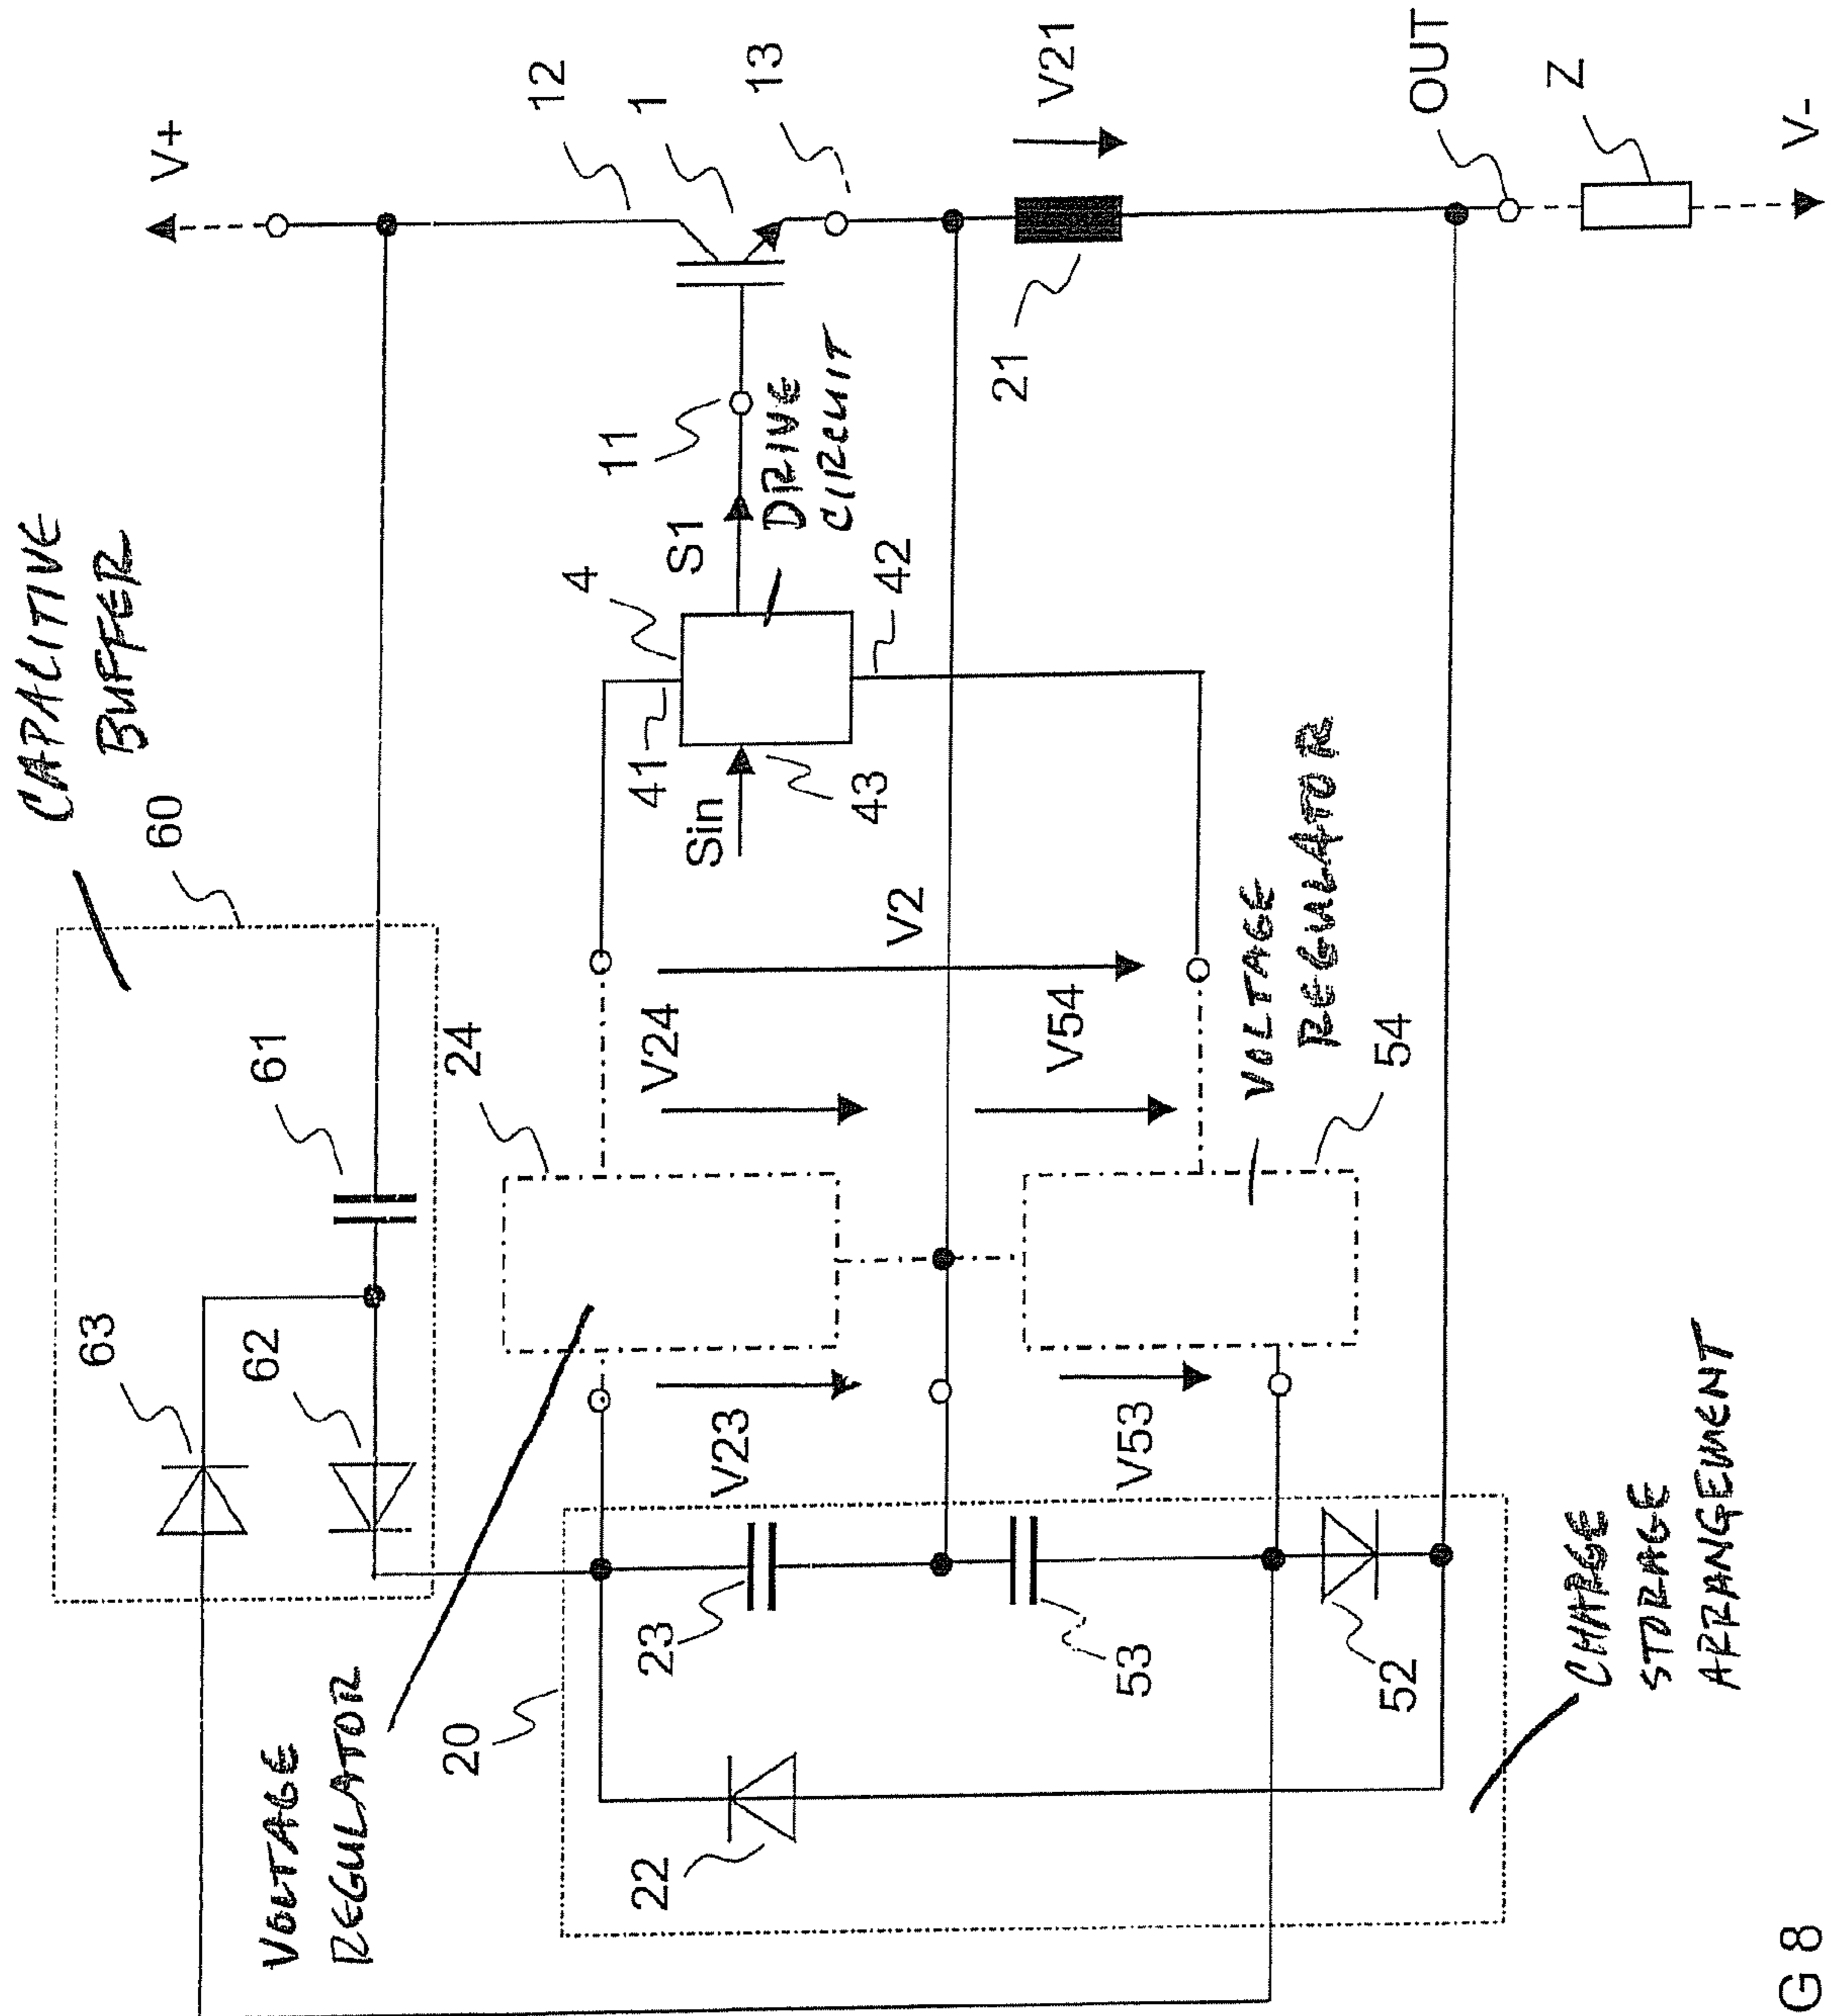 CAPACITIVE
BUFFER
60
63
62
61
VOLTAGE
REGULATOR
20
24
V+
12
1
13
V21
11
S1
DRIVE
CIRCUIT
4
41
42
43
Sin
V2
V24
V54
V23
V53
22
23
53
52
21
VOLTAGE
REGULATOR
54
OUT
Z
V-
CHARGE
STORAGE
ARRANGEMENT
G 8